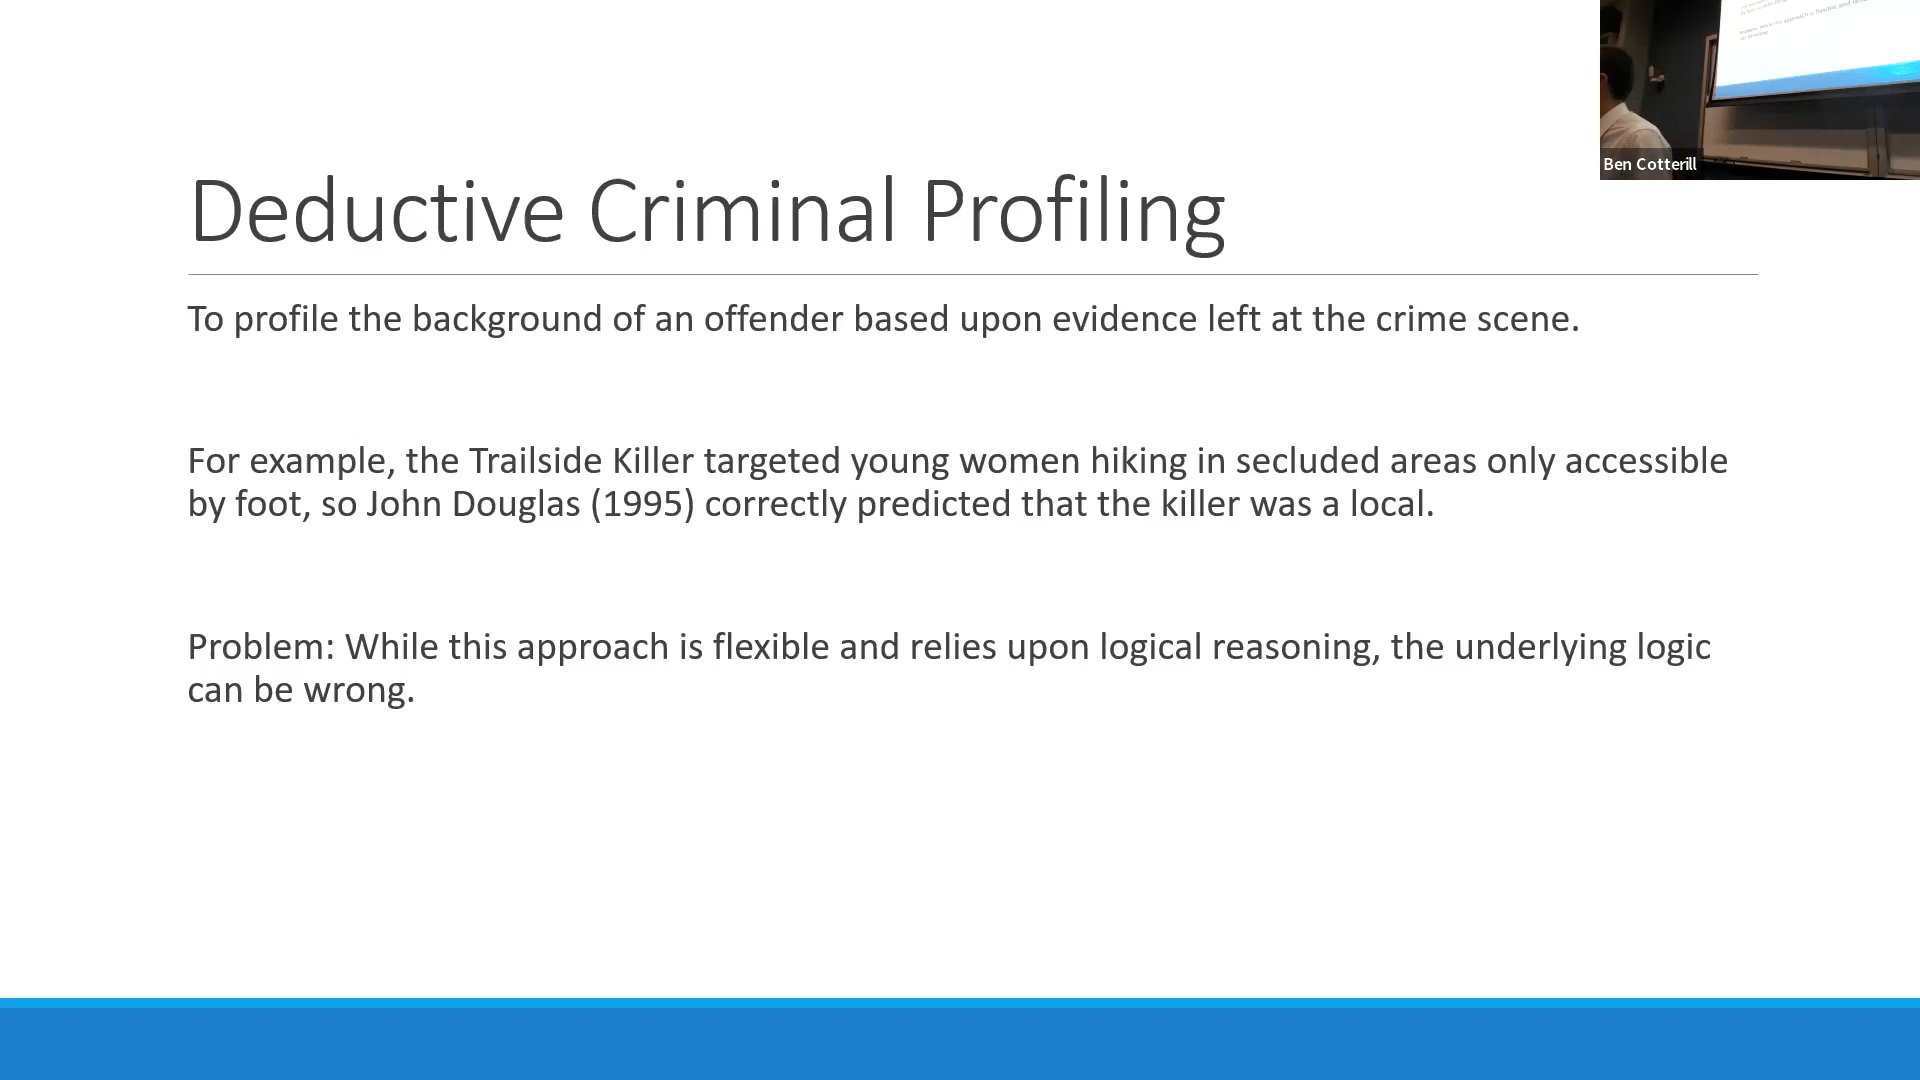 Deductive Criminal Profiling
To profile the background of an offender based upon evidence left at the crime scene.
For example, the Trailside Killer targeted young women hiking in secluded areas only accessible
by foot, so John Douglas (1995) correctly predicted that the killer was a local.
Problem: While this approach is flexible and relies upon logical reasoning, the underlying logic
can be wrong.
Ben Cotterill